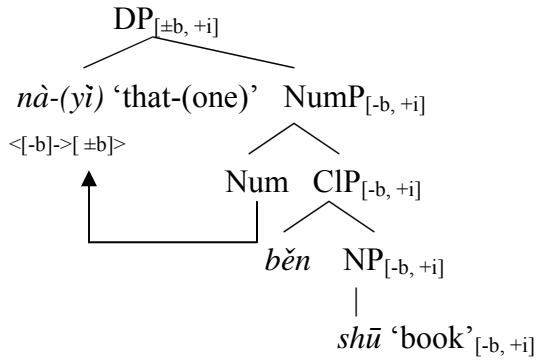 DP[±b, +i]
nà-(yì) ‘that-(one)’ NumP[-b, +i]
<[-b]->[ ±b]>
Num ClP[-b, +i]
běn NP[-b, +i]
shū ‘book’[-b, +i]